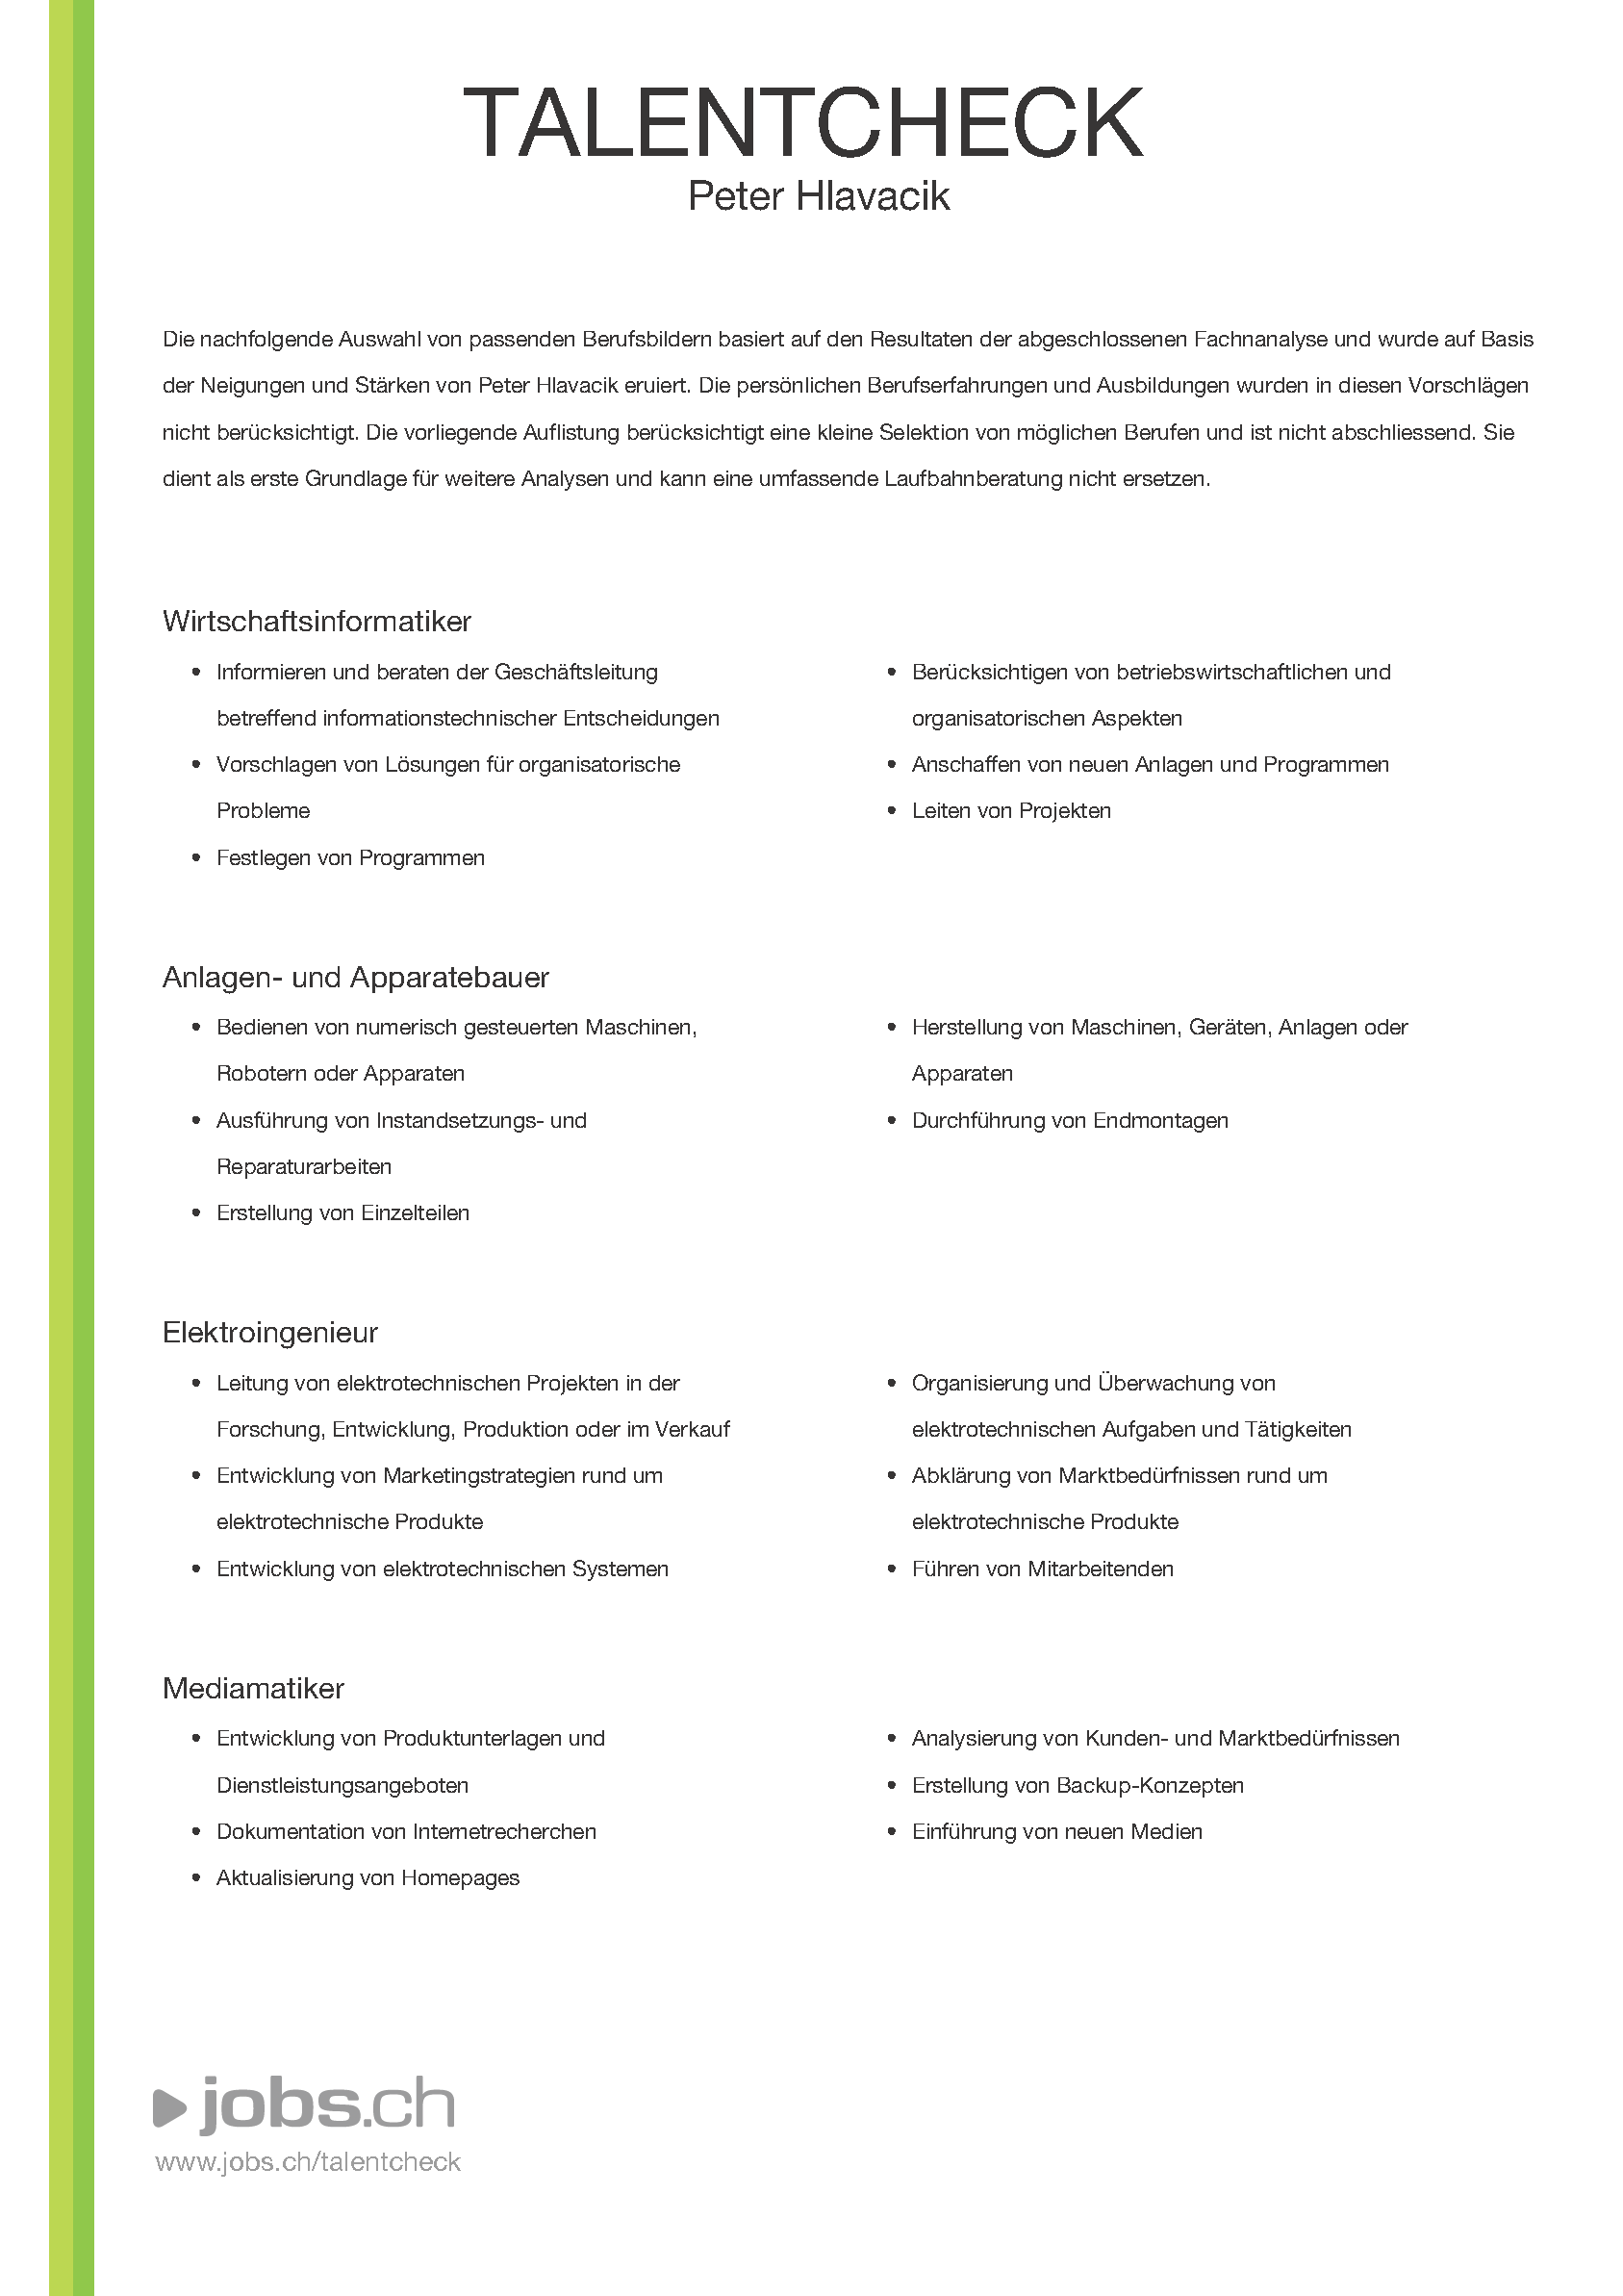 TALENTCHECK
Peter Hlavacik
Die nachfolgende Auswahl von passenden Berufsbildern basiert auf den Resultaten der abgeschlossenen Fachnanalyse und wurde auf Basis
der Neigungen und Stärken von Peter Hlavacik eruiert. Die persönlichen Berufserfahrungen und Ausbildungen wurden in diesen Vorschlägen
nicht berücksichtigt. Die vorliegende Auflistung berücksichtigt eine kleine Selektion von möglichen Berufen und ist nicht abschliessend. Sie
dient als erste Grundlage für weitere Analysen und kann eine umfassende Laufbahnberatung nicht ersetzen.
Wirtschaftsinformatiker
• Informieren und beraten der Geschäftsleitung
betreffend informationstechnischer Entscheidungen
• Vorschlagen von Lösungen für organisatorische
Probleme
• Festlegen von Programmen
• Berücksichtigen von betriebswirtschaftlichen und
organisatorischen Aspekten
• Anschaffen von neuen Anlagen und Programmen
• Leiten von Projekten
Anlagen- und Apparatebauer
• Bedienen von numerisch gesteuerten Maschinen,
Robotern oder Apparaten
• Ausführung von Instandsetzungs- und
Reparaturarbeiten
• Erstellung von Einzelteilen
• Herstellung von Maschinen, Geräten, Anlagen oder
Apparaten
• Durchführung von Endmontagen
Elektroingenieur
• Leitung von elektrotechnischen Projekten in der
Forschung, Entwicklung, Produktion oder im Verkauf
• Entwicklung von Marketingstrategien rund um
elektrotechnische Produkte
• Entwicklung von elektrotechnischen Systemen
• Organisierung und Überwachung von
elektrotechnischen Aufgaben und Tätigkeiten
• Abklärung von Marktbedürfnissen rund um
elektrotechnische Produkte
• Führen von Mitarbeitenden
Mediamatiker
• Entwicklung von Produktunterlagen und
Dienstleistungsangeboten
• Dokumentation von Internetrecherchen
• Aktualisierung von Homepages
• Analysierung von Kunden- und Marktbedürfnissen
• Erstellung von Backup-Konzepten
• Einführung von neuen Medien
jobs.ch
www.jobs.ch/talentcheck